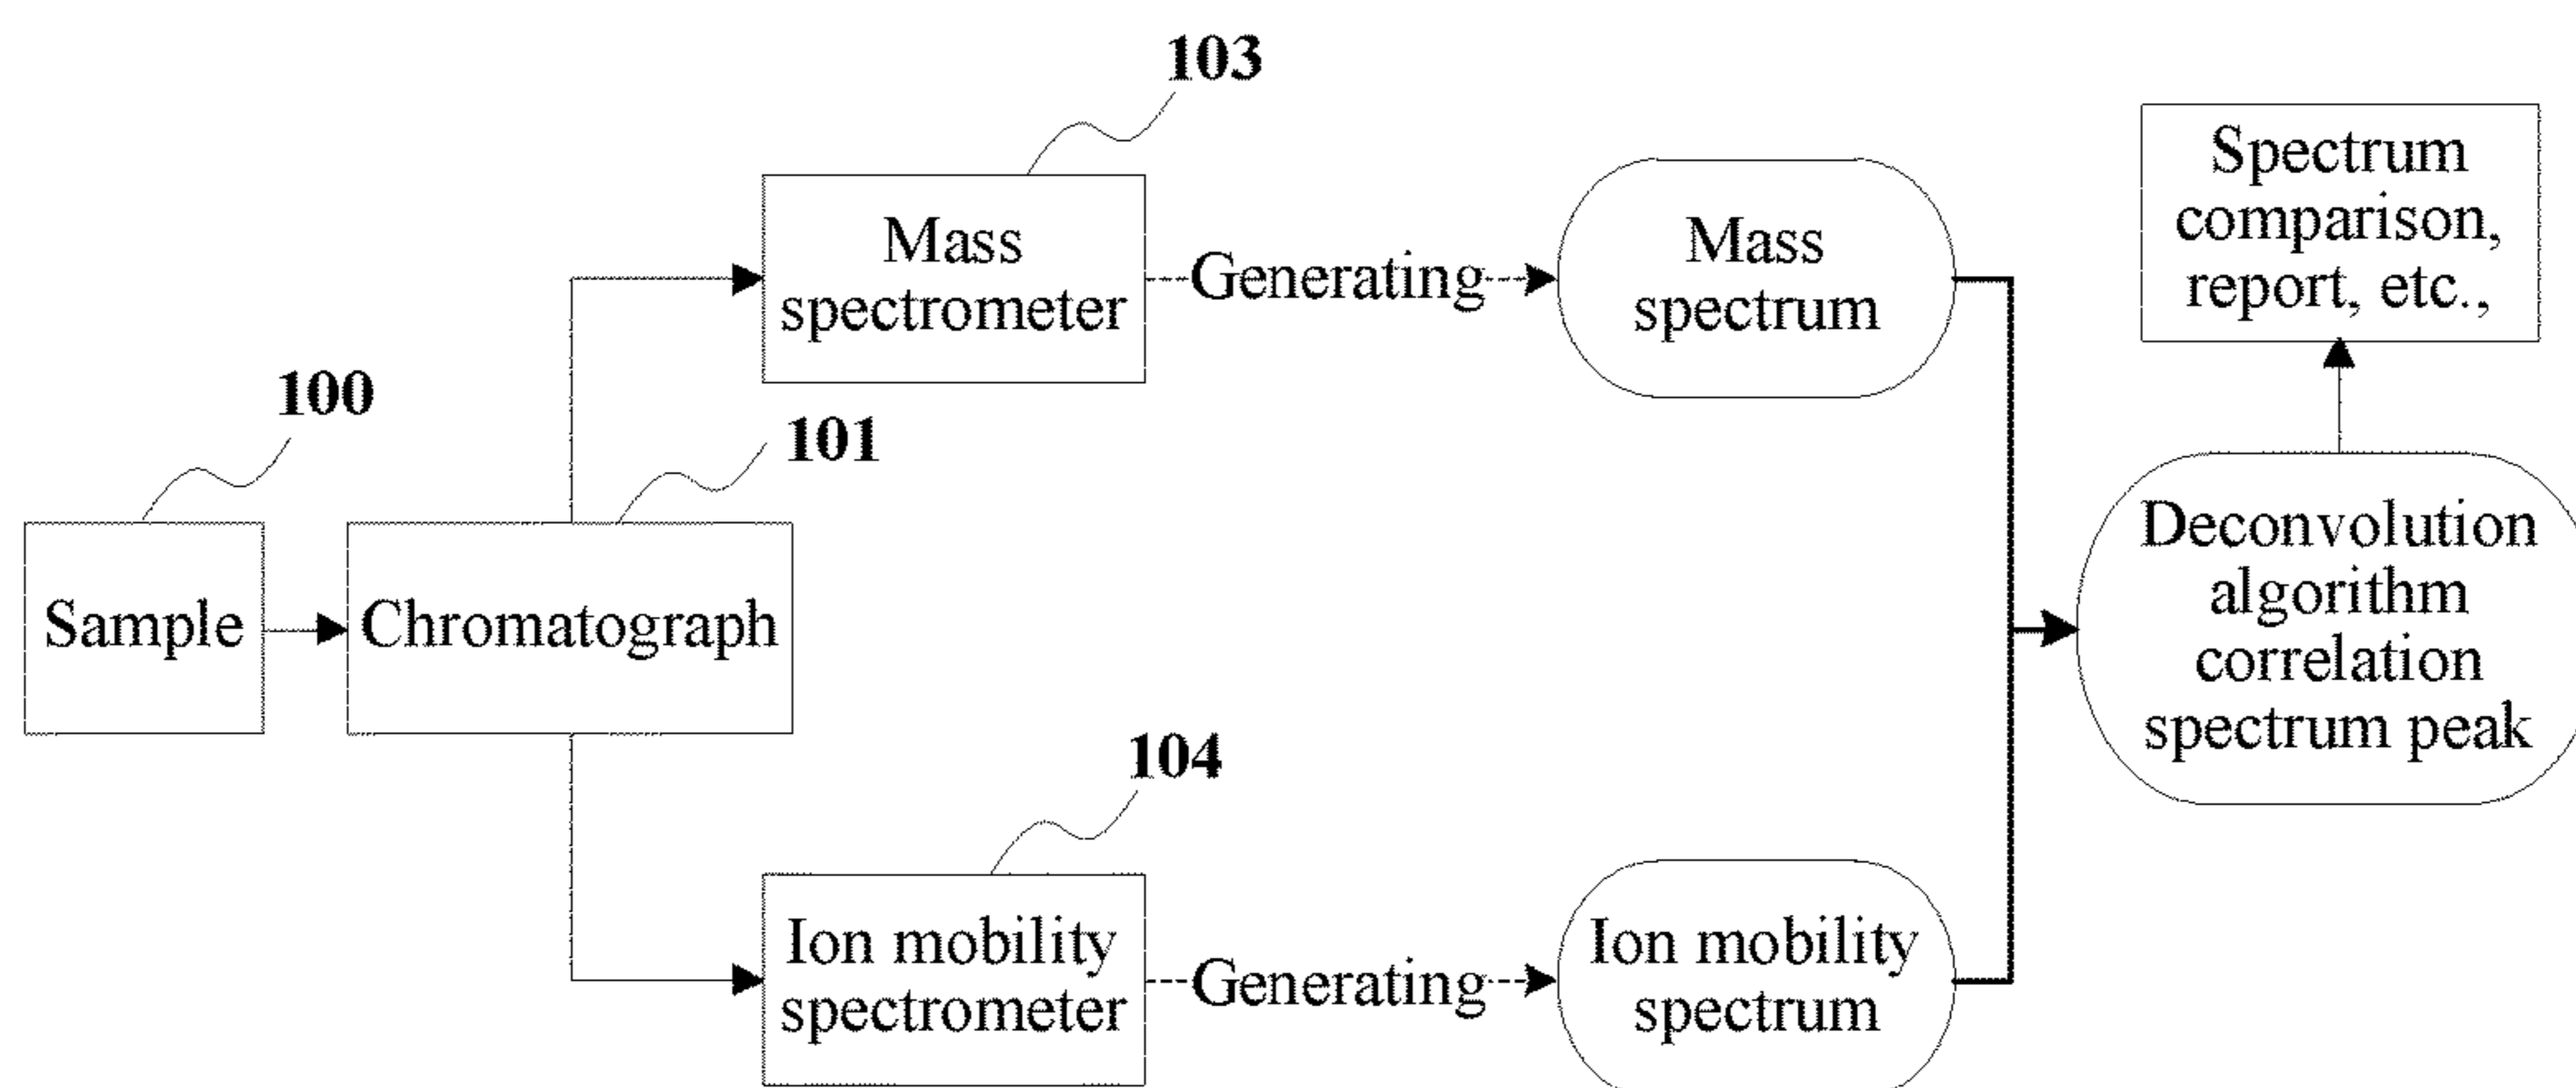 103
Mass
spectrometer
Generating
Mass
spectrum
Spectrum
comparison,
report, etc.,
100
101
Sample
Chromatograph
Deconvolution
algorithm
correlation
spectrum peak
104
Ion mobility
spectrometer
Generating
Ion mobility
spectrum